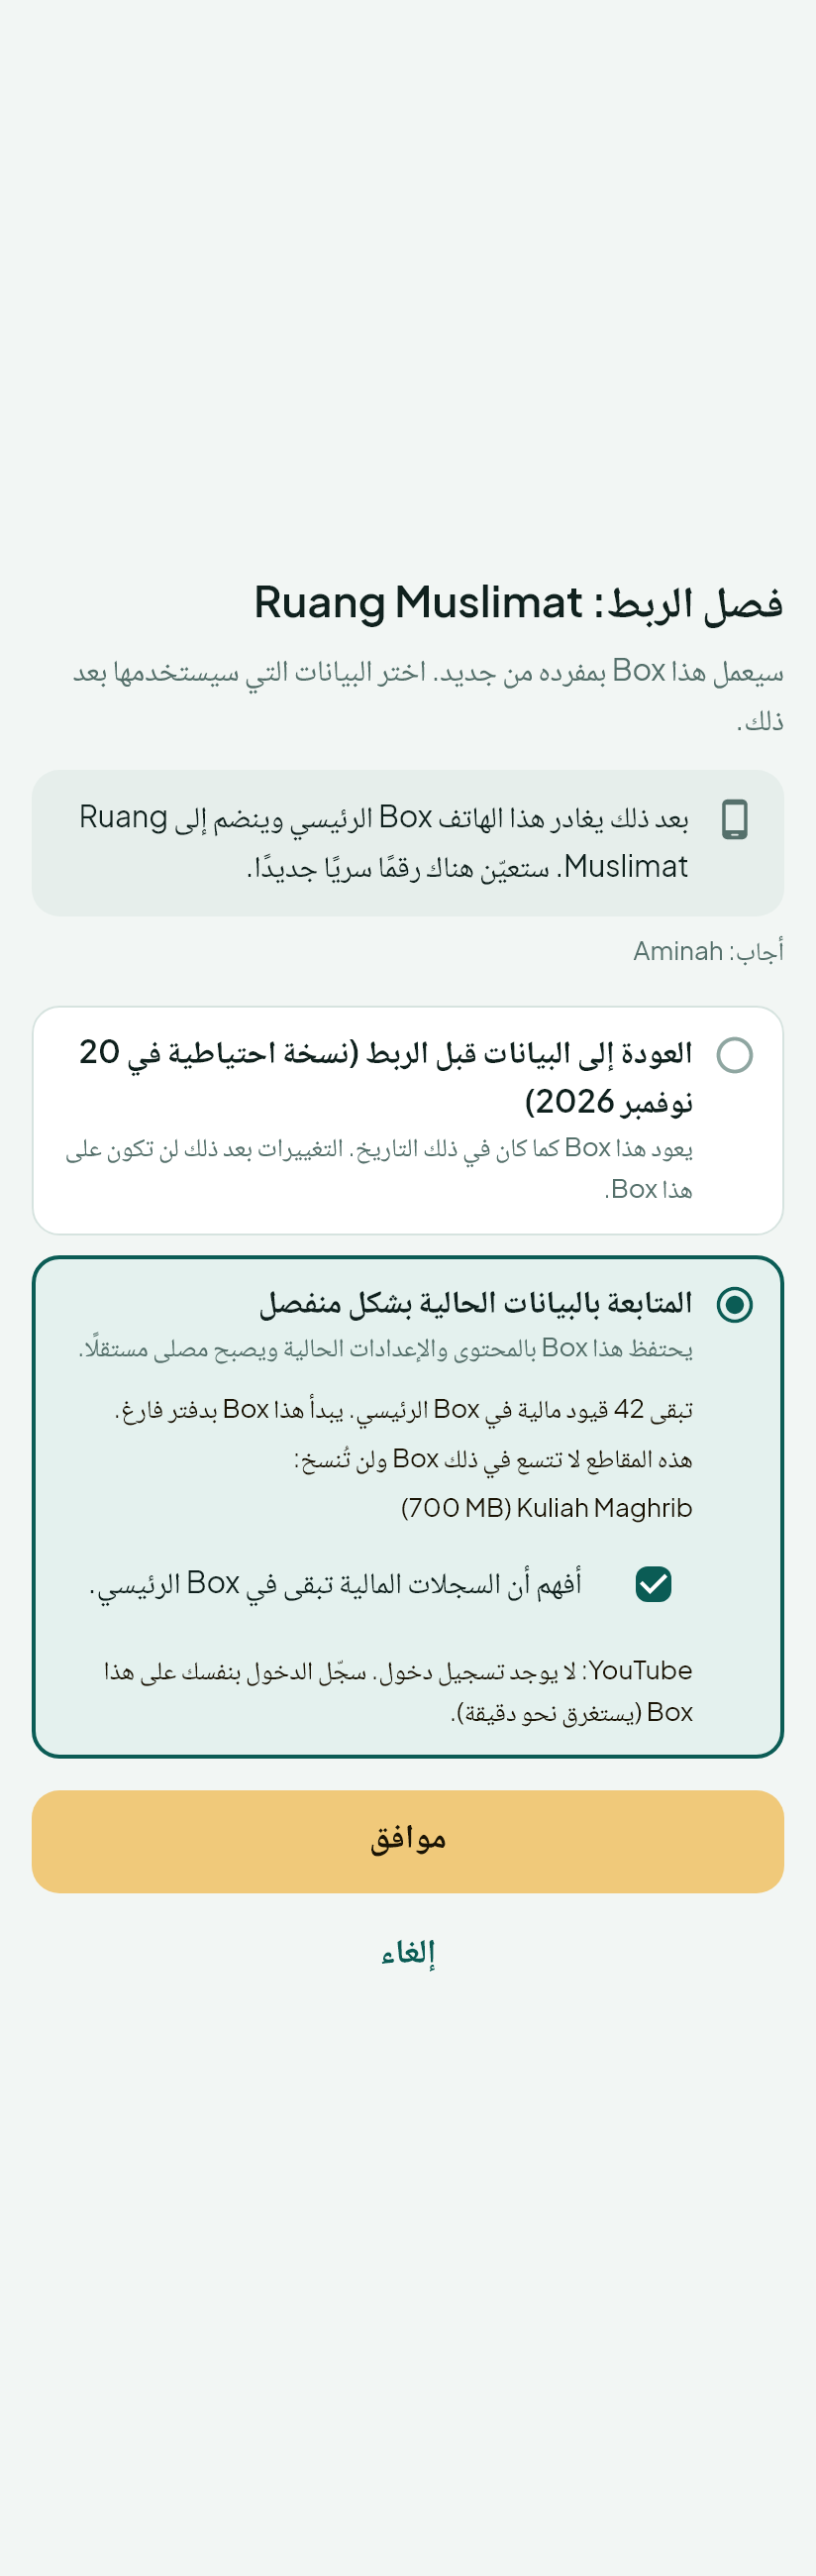 فصل الربط: Ruang Muslimat
سيعمل هذا Box بمفرده من جديد. اختر البيانات التي سيستخدمها بعد
ذلك.
بعد ذلك يغادر هذا الهاتف Box الرئيسي وينضم إلى Ruang
Muslimat. ستعيّن هناك رقمًا سريًا جديدًا.
أجاب: Aminah
العودة إلى البيانات قبل الربط (نسخة احتياطية في 20
نوفمبر 2026)
يعود هذا Box كما كان في ذلك التاريخ. التغييرات بعد ذلك لن تكون على
هذا Box.
المتابعة بالبيانات الحالية بشكل منفصل
يحتفظ هذا Box بالمحتوى والإعدادات الحالية ويصبح مصلى مستقلًا.
تبقى 42 قيود مالية في Box الرئيسي. يبدأ هذا Box بدفتر فارغ.
هذه المقاطع لا تتسع في ذلك Box ولن تُنسخ:
Kuliah Maghrib (700 MB)
أفهم أن السجلات المالية تبقى في Box الرئيسي.
YouTube: لا يوجد تسجيل دخول. سجّل الدخول بنفسك على هذا
Box (يستغرق نحو دقيقة).
موافق
إلغاء